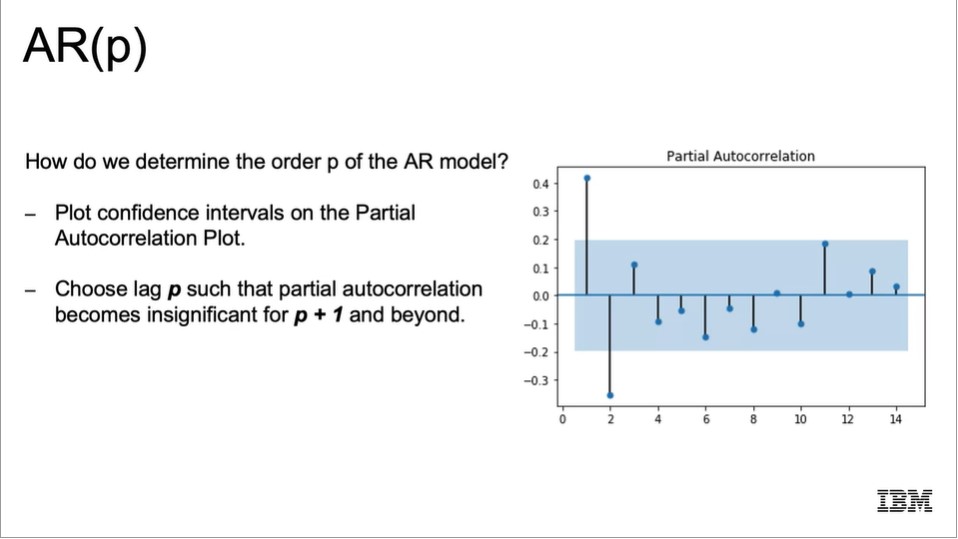 AR(p)
How do we determine the order p of the AR model?
– Plot confidence intervals on the Partial
Autocorrelation Plot.
– Choose lag p such that partial autocorrelation
becomes insignificant for p + 1 and beyond.
Partial Autocorrelation
0.4
0.3
0.2
0.1
0.0
−0.1
−0.2
−0.3
0 2 4 6 8 10 12 14
IBM